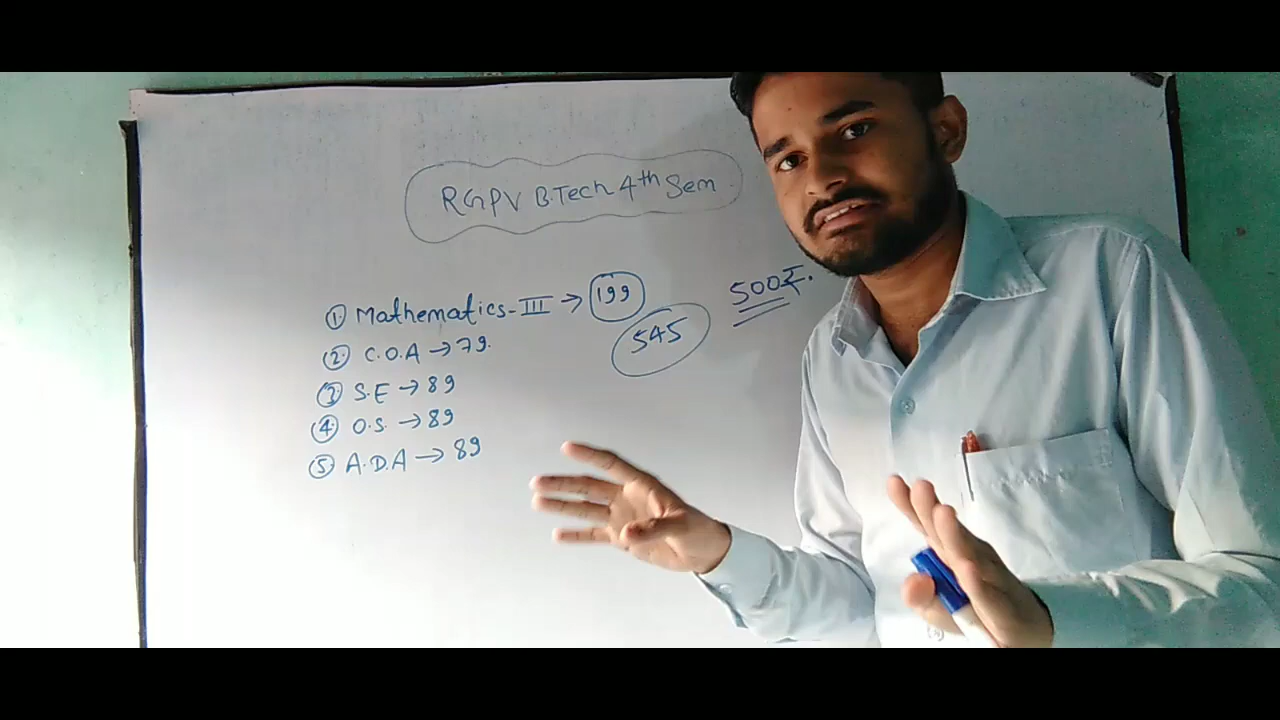 RGPV B.Tech 4th Sem.
① Mathematics-III → 199
545
500₹.
② C.O.A → 79.
③ S.E → 89
④ O.S. → 89
⑤ A.D.A → 89